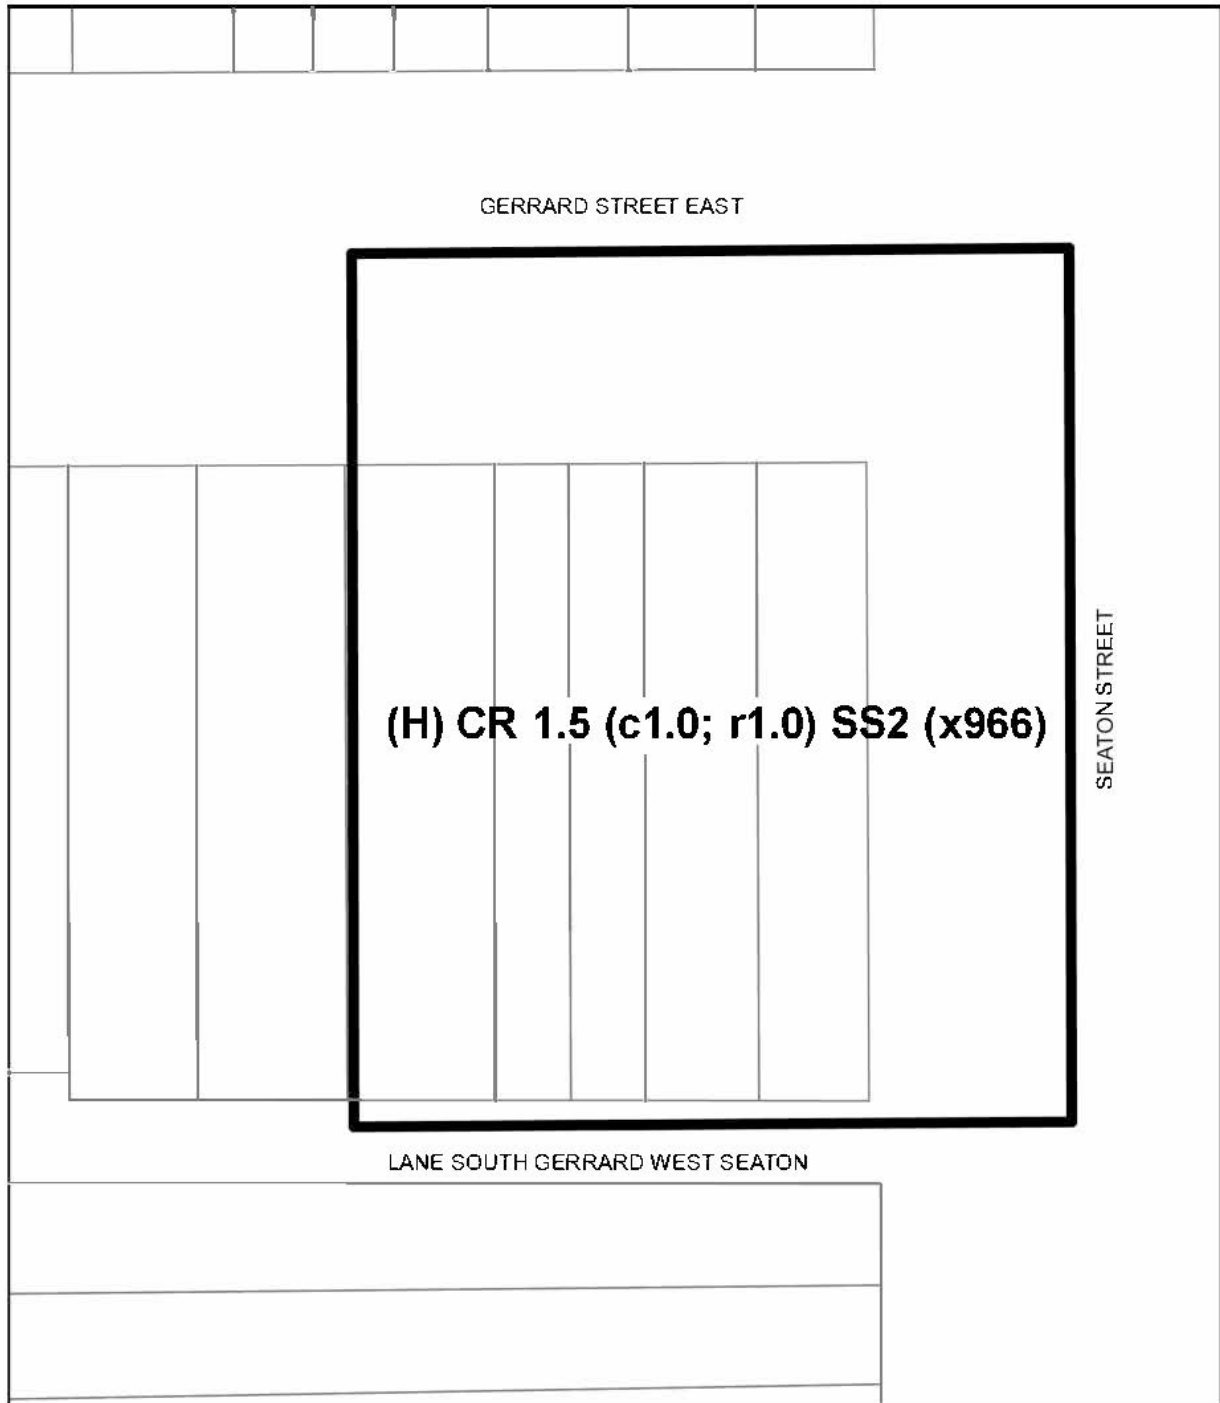 GERRARD STREET EAST
(H) CR 1.5 (c1.0; r1.0) SS2 (x966)
SEATON STREET
LANE SOUTH GERRARD WEST SEATON